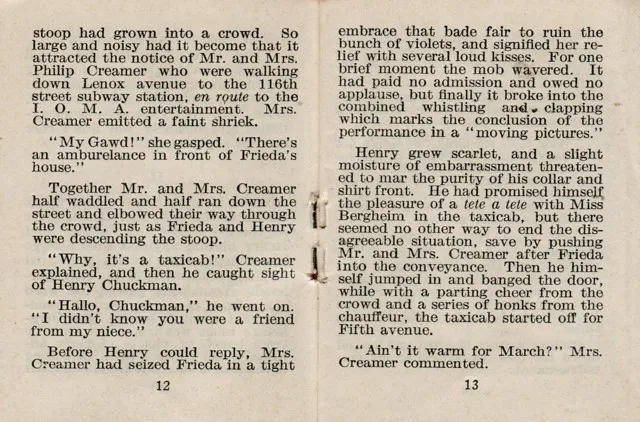 stoop had grown into a crowd. So
large and noisy had it become that it
attracted the notice of Mr. and Mrs.
Philip Creamer who were walking
down Lenox avenue to the 116th
street subway station, en route to the
I. O. M. A. entertainment. Mrs.
Creamer emitted a faint shriek.
"My Gawd!" she gasped. "There's
an amburelance in front of Frieda's
house."
Together Mr. and Mrs. Creamer
half waddled and half ran down the
street and elbowed their way through
the crowd, just as Frieda and Henry
were descending the stoop.
"Why, it's a taxicab!" Creamer
explained, and then he caught sight
of Henry Chuckman.
"Hallo, Chuckman," he went on.
"I didn't know you were a friend
from my niece."
Before Henry could reply, Mrs.
Creamer had seized Frieda in a tight
12
embrace that bade fair to ruin the
bunch of violets, and signified her re-
lief with several loud kisses. For one
brief moment the mob wavered. It
had paid no admission and owed no
applause, but finally it broke into the
combined whistling and clapping
which marks the conclusion of the
performance in a "moving pictures."
Henry grew scarlet, and a slight
moisture of embarrassment threaten-
ed to mar the purity of his collar and
shirt front. He had promised himself
the pleasure of a tete a tete with Miss
Bergheim in the taxicab, but there
seemed no other way to end the dis-
agreeable situation, save by pushing
Mr. and Mrs. Creamer after Frieda
into the conveyance. Then he him-
self jumped in and banged the door,
while with a parting cheer from the
crowd and a series of honks from the
chauffeur, the taxicab started off for
Fifth avenue.
"Ain't it warm for March?" Mrs.
Creamer commented.
13